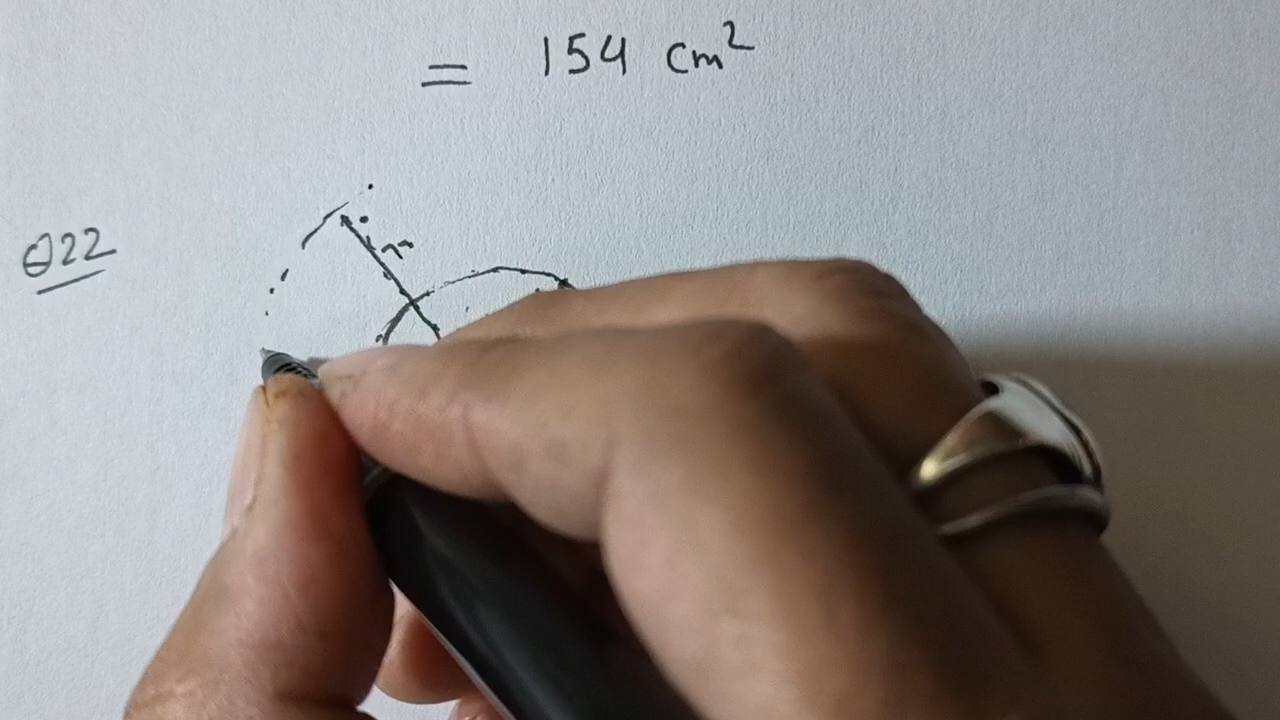 = 154 cm²
Q22